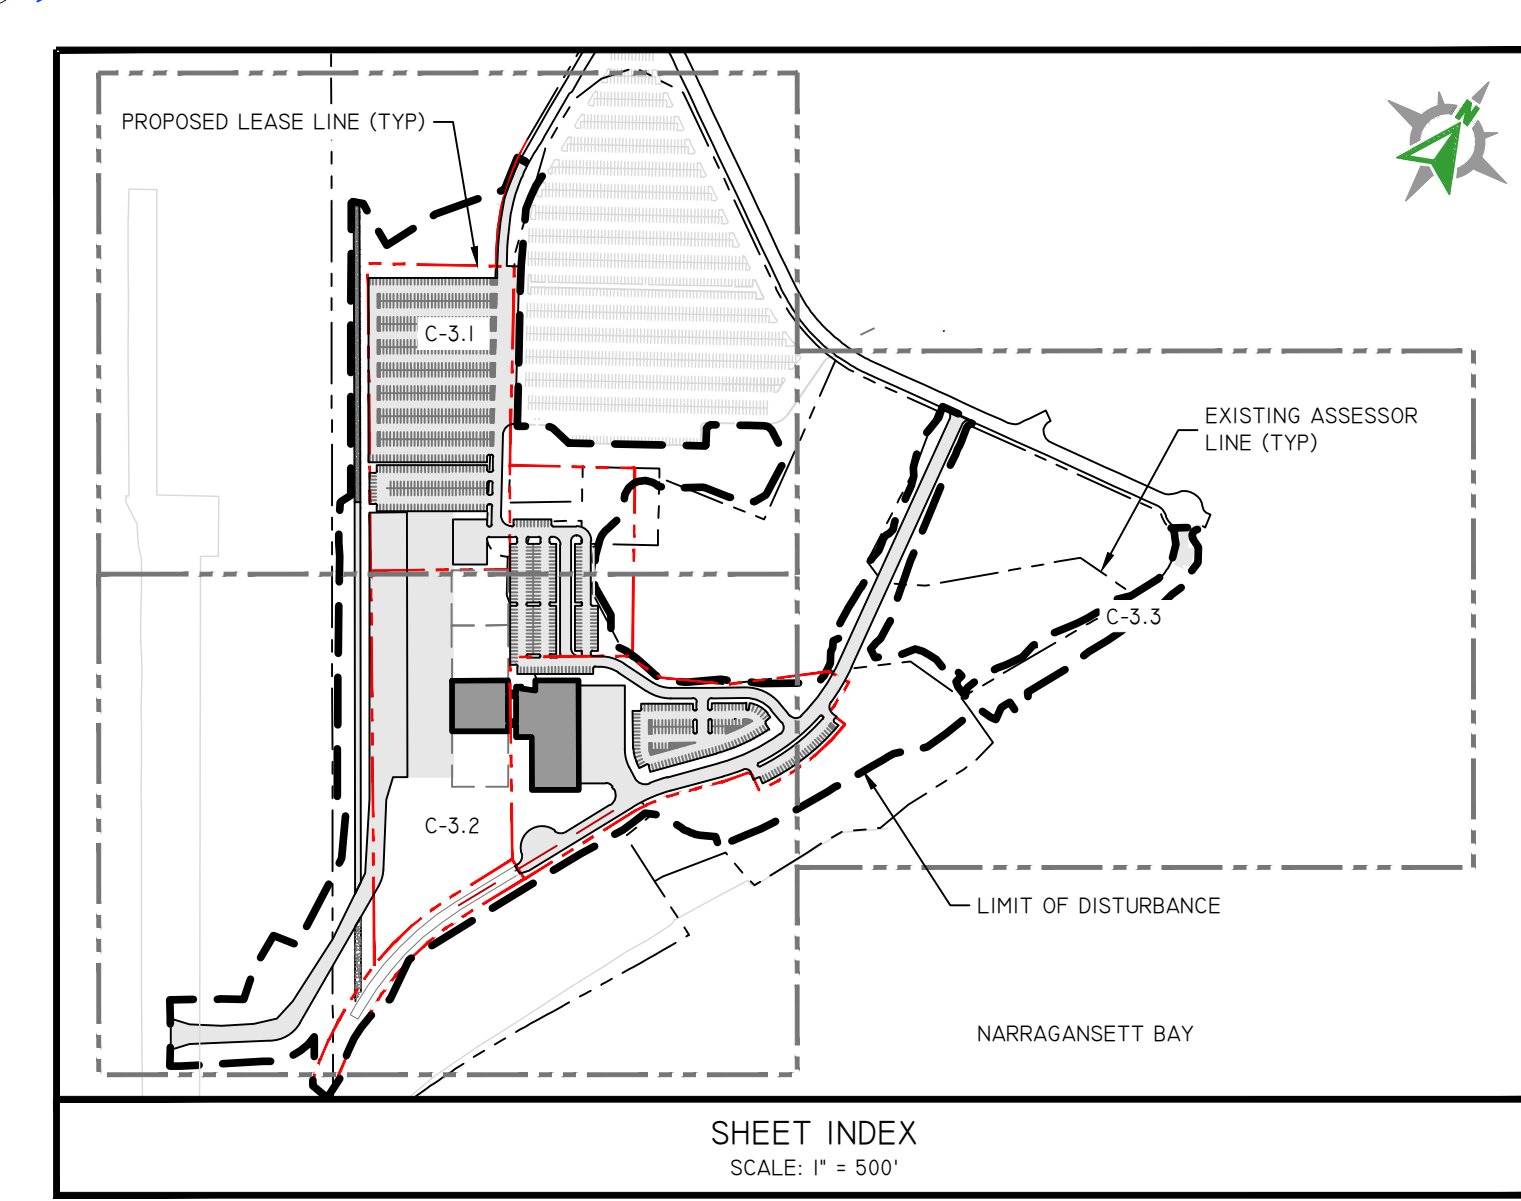 PROPOSED LEASE LINE (TYP)
N
C-3.1
EXISTING ASSESSOR
LINE (TYP)
C-3.3
C-3.2
LIMIT OF DISTURBANCE
NARRAGANSETT BAY
SHEET INDEX
SCALE: 1" = 500'